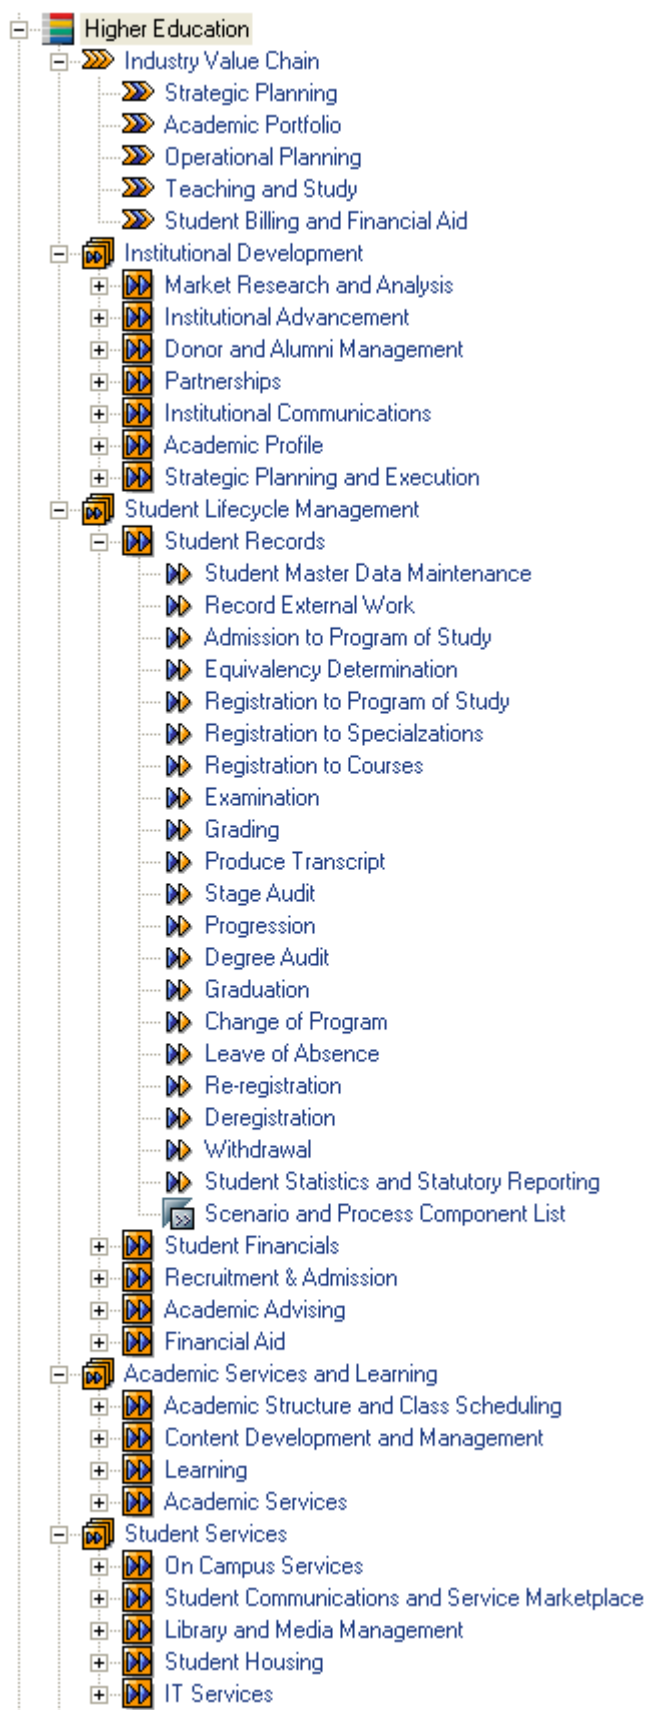 Higher Education
Industry Value Chain
Strategic Planning
Academic Portfolio
Operational Planning
Teaching and Study
Student Billing and Financial Aid
Institutional Development
Market Research and Analysis
Institutional Advancement
Donor and Alumni Management
Partnerships
Institutional Communications
Academic Profile
Strategic Planning and Execution
Student Lifecycle Management
Student Records
Student Master Data Maintenance
Record External Work
Admission to Program of Study
Equivalency Determination
Registration to Program of Study
Registration to Specialzations
Registration to Courses
Examination
Grading
Produce Transcript
Stage Audit
Progression
Degree Audit
Graduation
Change of Program
Leave of Absence
Re-registration
Deregistration
Withdrawal
Student Statistics and Statutory Reporting
Scenario and Process Component List
Student Financials
Recruitment & Admission
Academic Advising
Financial Aid
Academic Services and Learning
Academic Structure and Class Scheduling
Content Development and Management
Learning
Academic Services
Student Services
On Campus Services
Student Communications and Service Marketplace
Library and Media Management
Student Housing
IT Services